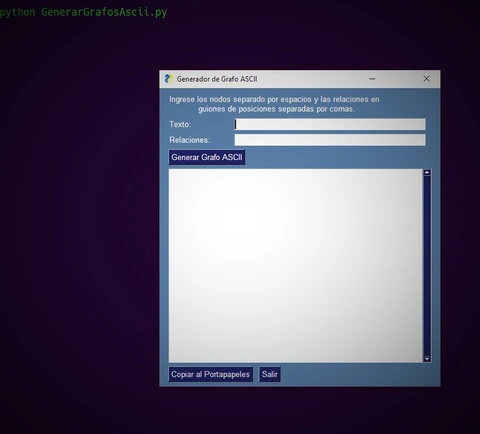 python GenerarGrafosAscii.py
Generador de Grafo ASCII
Ingrese los nodos separado por espacios y las relaciones en
guiones de posiciones separadas por comas.
Texto:
Relaciones:
Generar Grafo ASCII
Copiar al Portapapeles
Salir